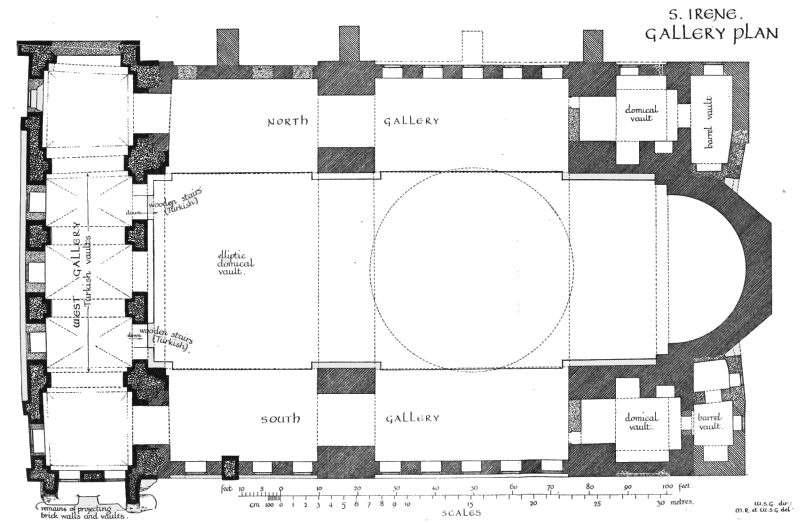 S. IRENE.
GALLERY PLAN
NORTH GALLERY
domical
vault
barrel vault
wooden stairs
(Turkish)
down
WEST GALLERY
Turkish vaults
elliptic
domical
vault.
wooden stairs
(Turkish).
down
SOUTH GALLERY
domical
vault.
barrel
vault.
remains of projecting
brick walls and vaults.
feet 10 5 0 10 20 30 40 50 60 70 80 90 100 feet.
cm 100 0 1 2 3 4 5 6 7 8 9 10 15 20 25 30 metres.
SCALES
W.S.G. dir:
M.R. et W.S.G del.